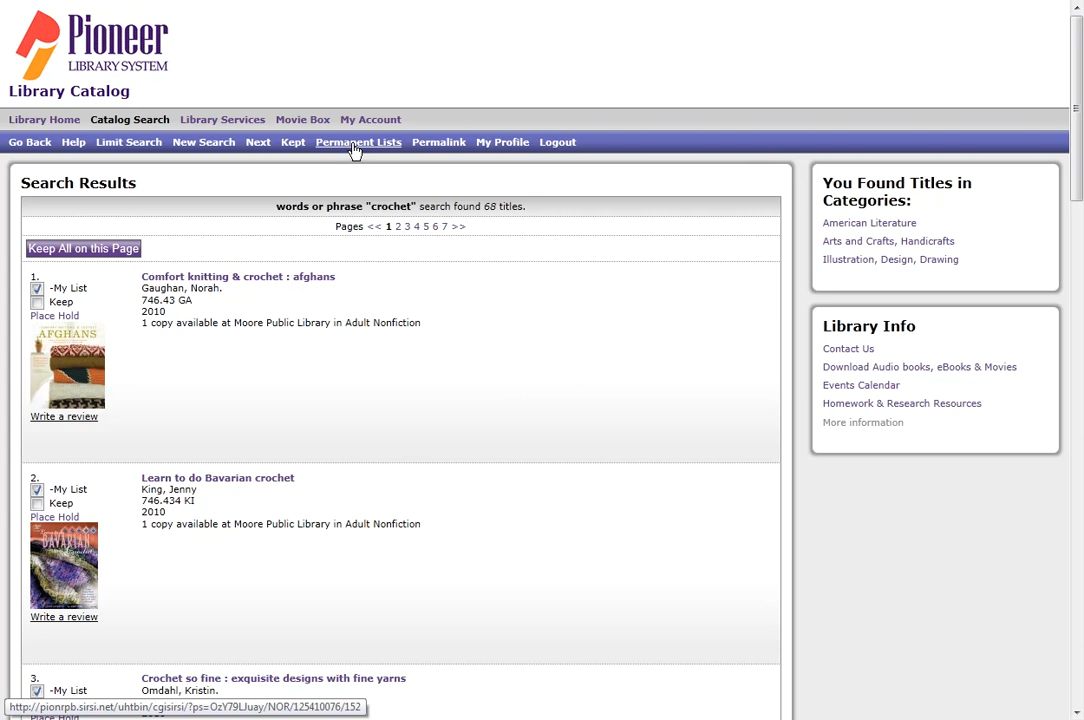 Pioneer
LIBRARY SYSTEM
Library Catalog
Library Home Catalog Search Library Services Movie Box My Account
Go Back Help Limit Search New Search Next Kept Permanent Lists Permalink My Profile Logout
Search Results
words or phrase "crochet" search found 68 titles.
Pages << 1 2 3 4 5 6 7 >>
Keep All on this Page
1.
-My List
Keep
Place Hold
Comfort knitting & crochet : afghans
Gaughan, Norah.
746.43 GA
2010
1 copy available at Moore Public Library in Adult Nonfiction
AFGHANS
Write a review
2.
-My List
Keep
Place Hold
Learn to do Bavarian crochet
King, Jenny
746.434 KI
2010
1 copy available at Moore Public Library in Adult Nonfiction
BAVARIAN
Write a review
3.
-My List
Crochet so fine : exquisite designs with fine yarns
Omdahl, Kristin.
You Found Titles in
Categories:
American Literature
Arts and Crafts, Handicrafts
Illustration, Design, Drawing
Library Info
Contact Us
Download Audio books, eBooks & Movies
Events Calendar
Homework & Research Resources
More information
http://pionrpb.sirsi.net/uhtbin/cgisirsi/?ps=OzY79LJuay/NOR/125410076/152